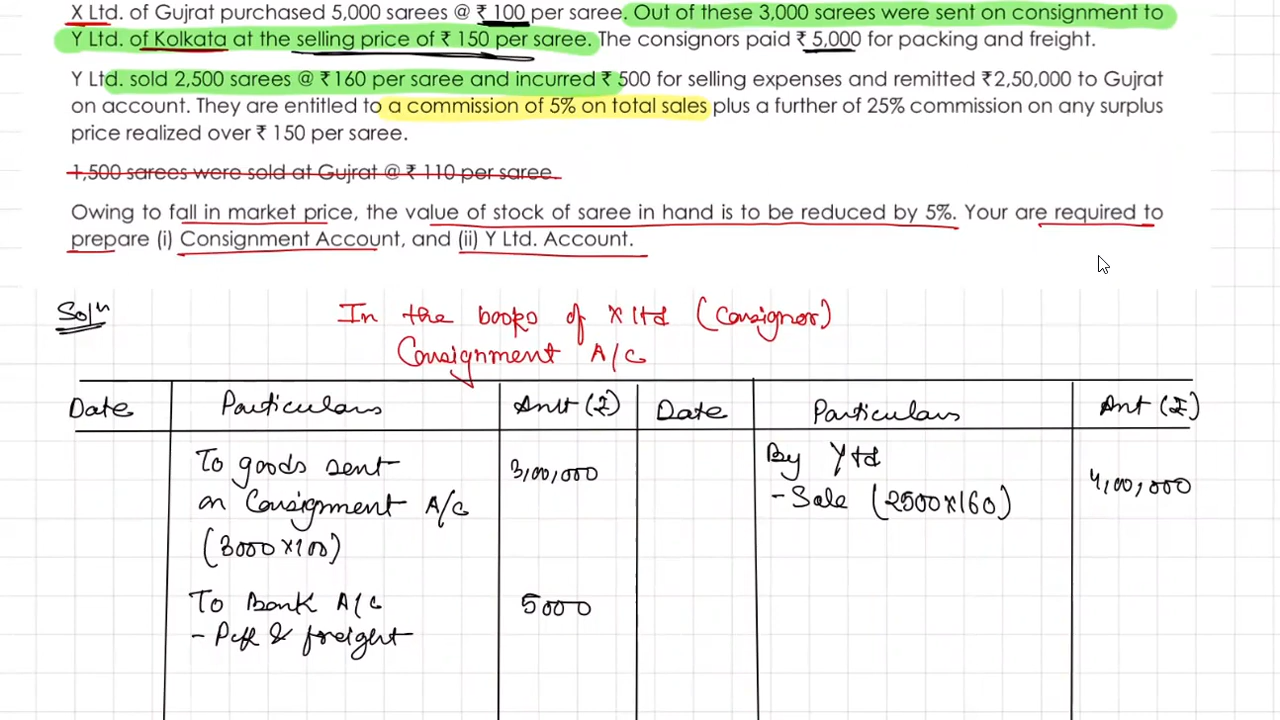 X Ltd. of Gujrat purchased 5,000 sarees @ ₹ 100 per saree. Out of these 3,000 sarees were sent on consignment to
Y Ltd. of Kolkata at the selling price of ₹ 150 per saree. The consignors paid ₹ 5,000 for packing and freight.
Y Ltd. sold 2,500 sarees @ ₹160 per saree and incurred ₹ 500 for selling expenses and remitted ₹2,50,000 to Gujrat
on account. They are entitled to a commission of 5% on total sales plus a further of 25% commission on any surplus
price realized over ₹ 150 per saree.
1,500 sarees were sold at Gujrat @ ₹ 110 per saree.
Owing to fall in market price, the value of stock of saree in hand is to be reduced by 5%. Your are required to
prepare (i) Consignment Account, and (ii) Y Ltd. Account.
Solⁿ
In the books of X Ltd (Consignor)
Consignment A/C
Date Particulars Amt (₹) Date Particulars Amt (₹)
To goods sent 3,00,000 By Y Ltd
on Consignment A/C - Sale (2500×160) 4,00,000
(3000×100)
To Bank A/C 5000
- Pck & freight